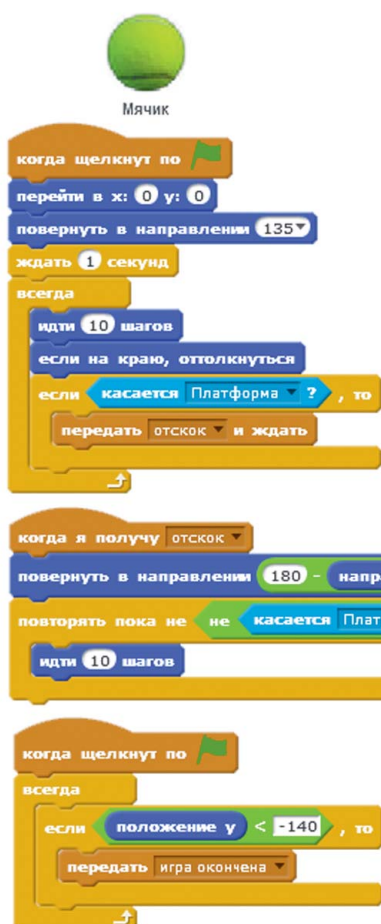 Мячик
когда щелкнут по
перейти в x: 0 y: 0
повернуть в направлении 135
ждать 1 секунд
всегда
идти 10 шагов
если на краю, оттолкнуться
если касается Платформа ? , то
передать отскок и ждать
когда я получу отскок
повернуть в направлении 180 - напр
повторять пока не не касается Плат
идти 10 шагов
когда щелкнут по
всегда
если положение y < -140 , то
передать игра окончена